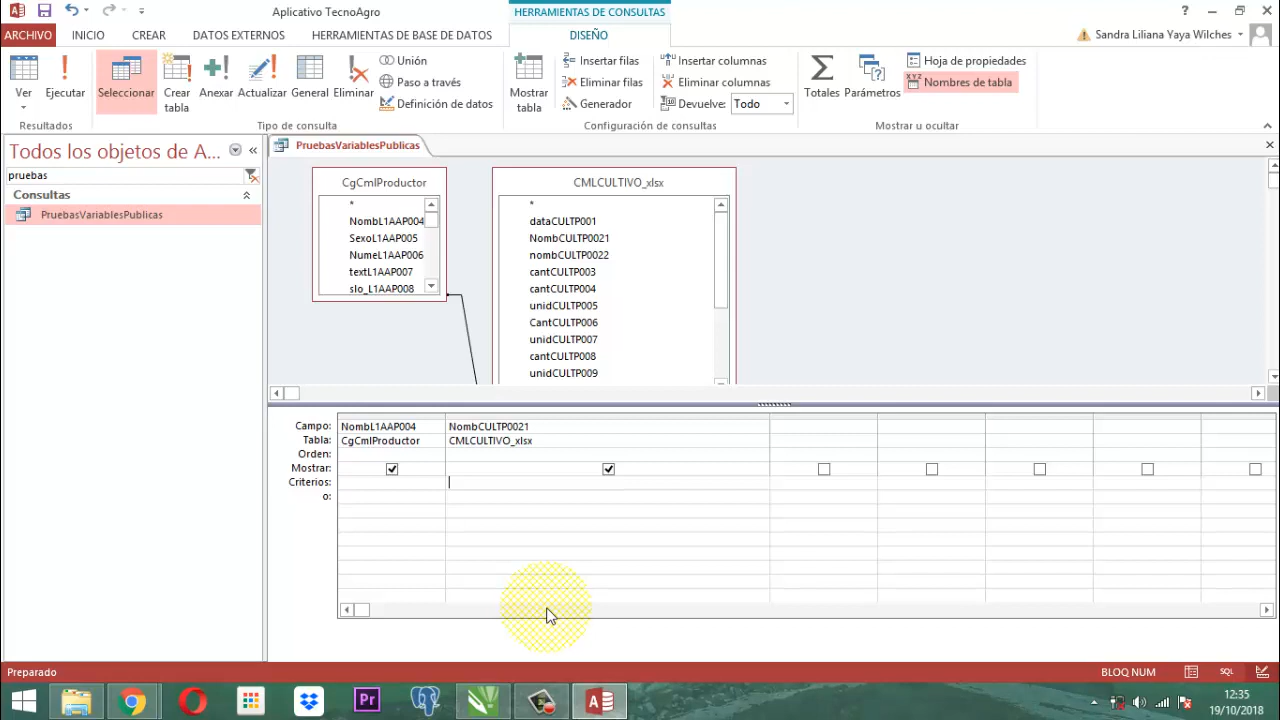 Aplicativo TecnoAgro
HERRAMIENTAS DE CONSULTAS
?
ARCHIVO INICIO CREAR DATOS EXTERNOS HERRAMIENTAS DE BASE DE DATOS DISEÑO
Sandra Liliana Yaya Wilches
Ver
Ejecutar
Resultados
Seleccionar
Crear tabla
Anexar
Actualizar
General
Eliminar
Unión
Paso a través
Definición de datos
Tipo de consulta
Mostrar tabla
Insertar filas
Eliminar filas
Generador
Insertar columnas
Eliminar columnas
Devuelve: Todo
Configuración de consultas
Totales
Parámetros
Hoja de propiedades
Nombres de tabla
Mostrar u ocultar
Todos los objetos de A...
pruebas
Consultas
PruebasVariablesPublicas
PruebasVariablesPublicas
CgCmlProductor
*
NombL1AAP004
SexoL1AAP005
NumeL1AAP006
textL1AAP007
slo_L1AAP008
CMLCULTIVO_xlsx
*
dataCULTP001
NombCULTP0021
nombCULTP0022
cantCULTP003
cantCULTP004
unidCULTP005
CantCULTP006
unidCULTP007
cantCULTP008
unidCULTP009
Campo: NombL1AAP004 NombCULTP0021
Tabla: CgCmlProductor CMLCULTIVO_xlsx
Orden:
Mostrar:
Criterios:
o:
Preparado
BLOQ NUM
SQL
Pr
12:35
19/10/2018